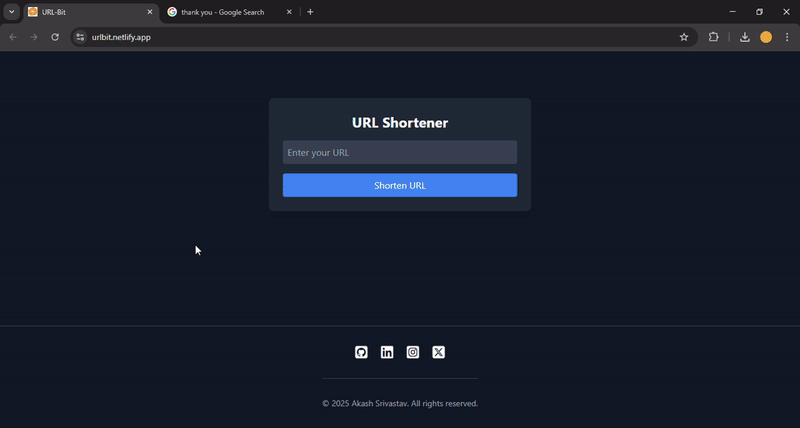 URL-Bit
thank you - Google Search
urlbit.netlify.app
URL Shortener
Enter your URL
Shorten URL
© 2025 Akash Srivastav. All rights reserved.